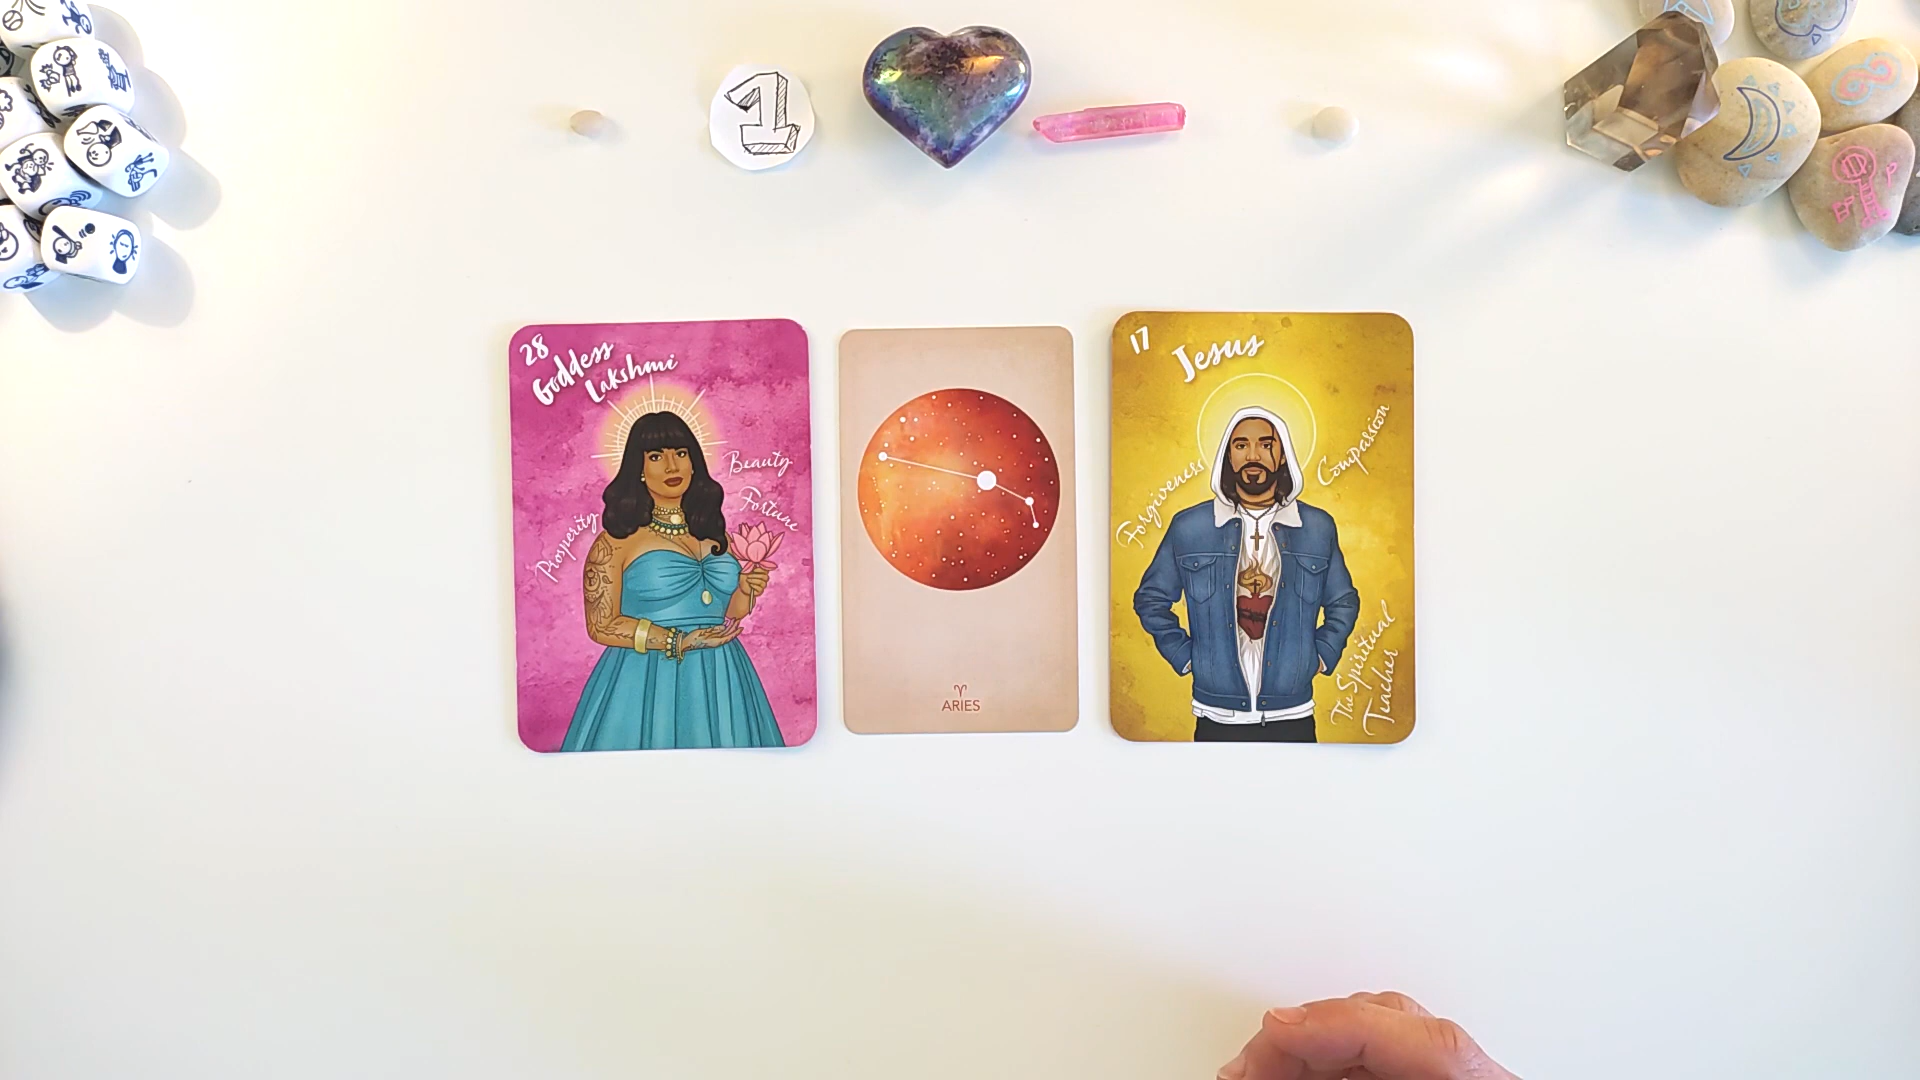 1
28
Goddess
Lakshmi
Beauty
Fortune
Prosperity
♈
ARIES
17
Jesus
Forgiveness
Compassion
The Spiritual
Teacher